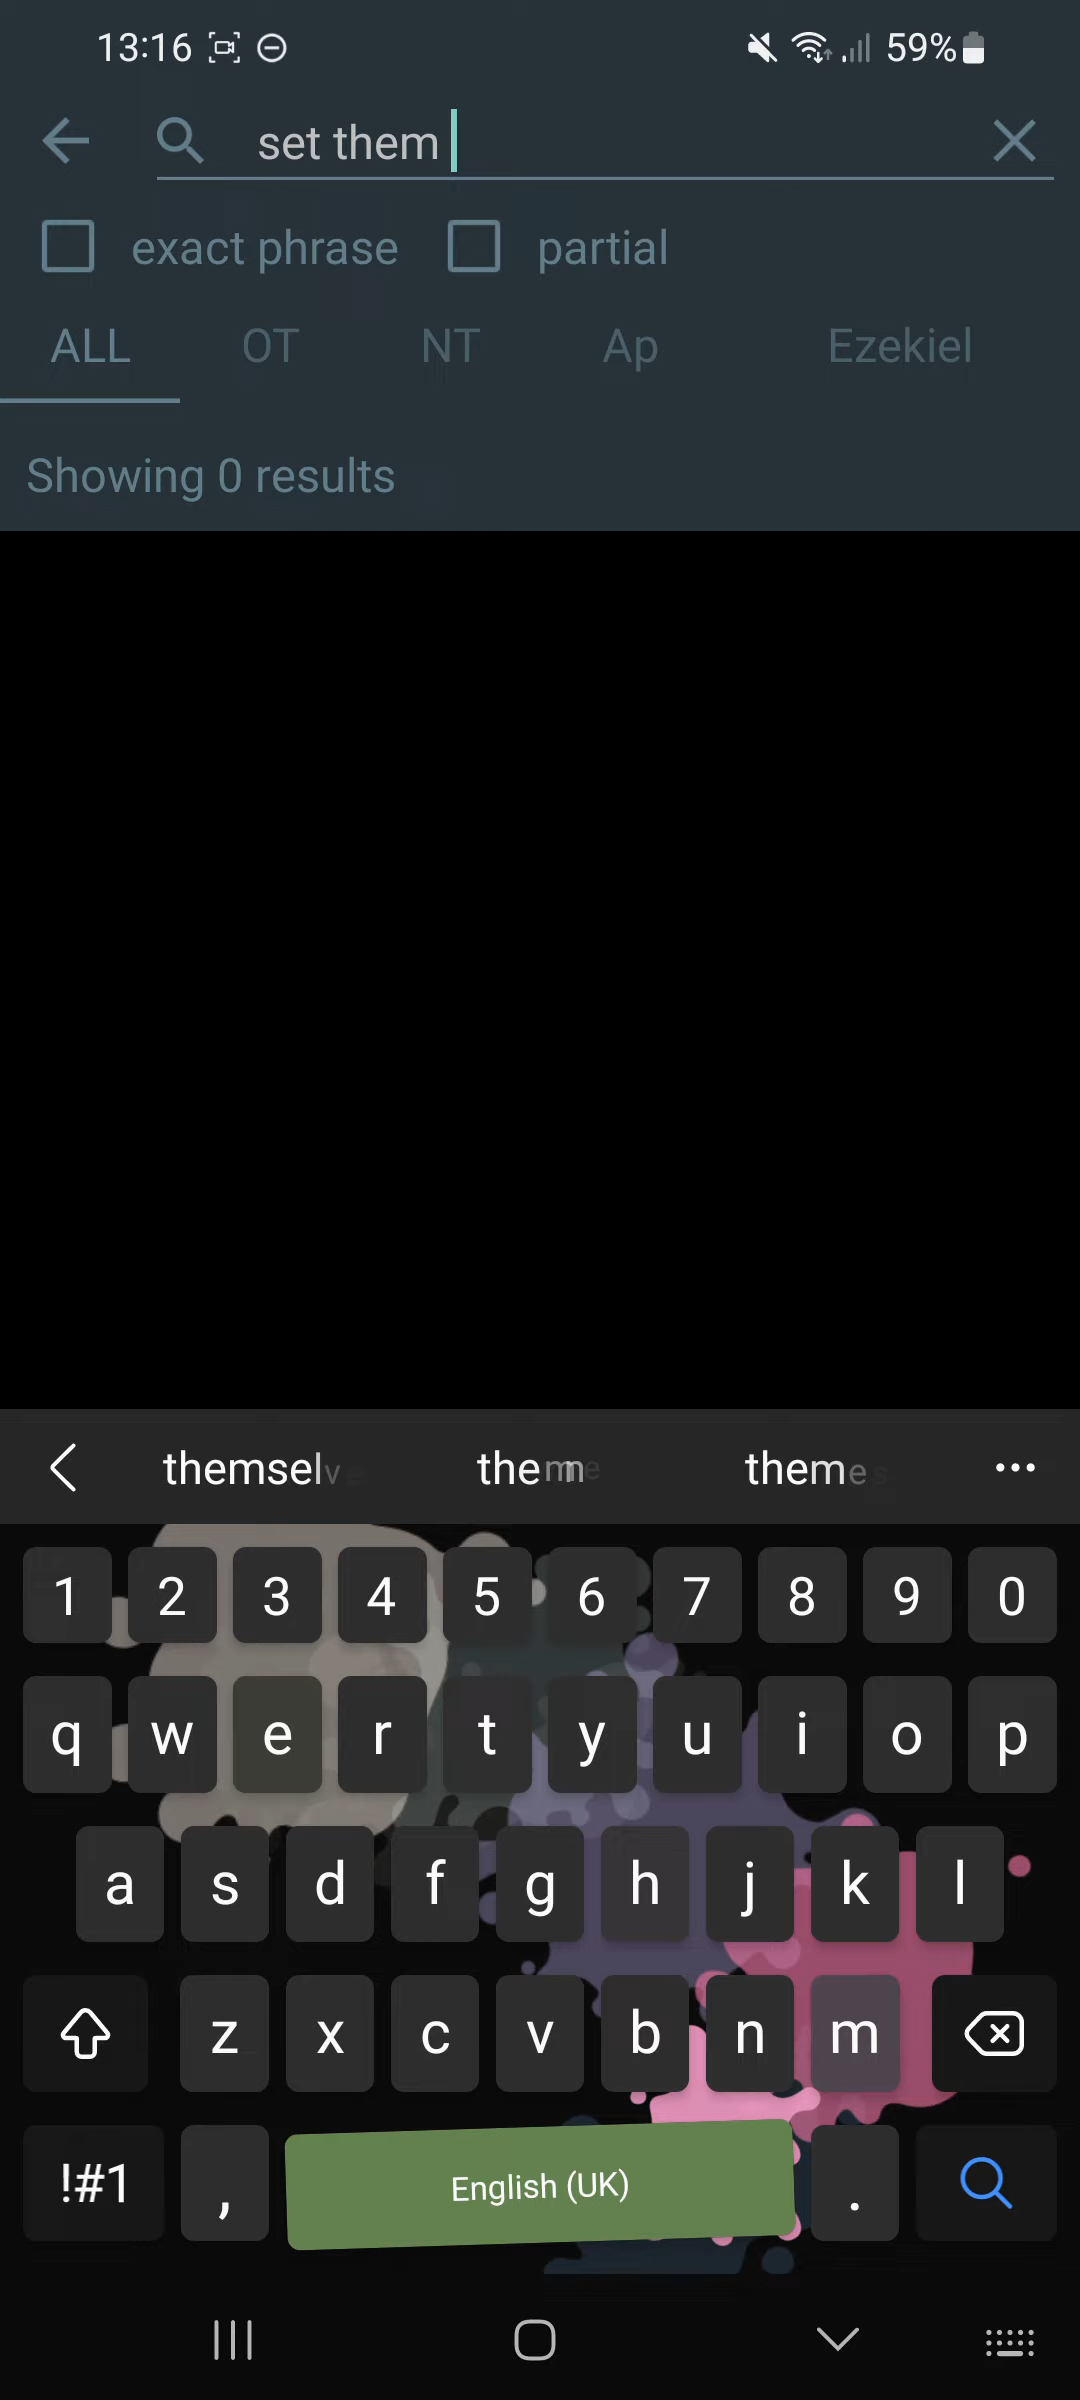 13:16 59%
set them
exact phrase partial
ALL OT NT Ap Ezekiel
Showing 0 results
1 2 3 4 5 6 7 8 9 0
q w e r t y u i o p
a s d f g h j k l
z x c v b n m
!#1 , English (UK) .